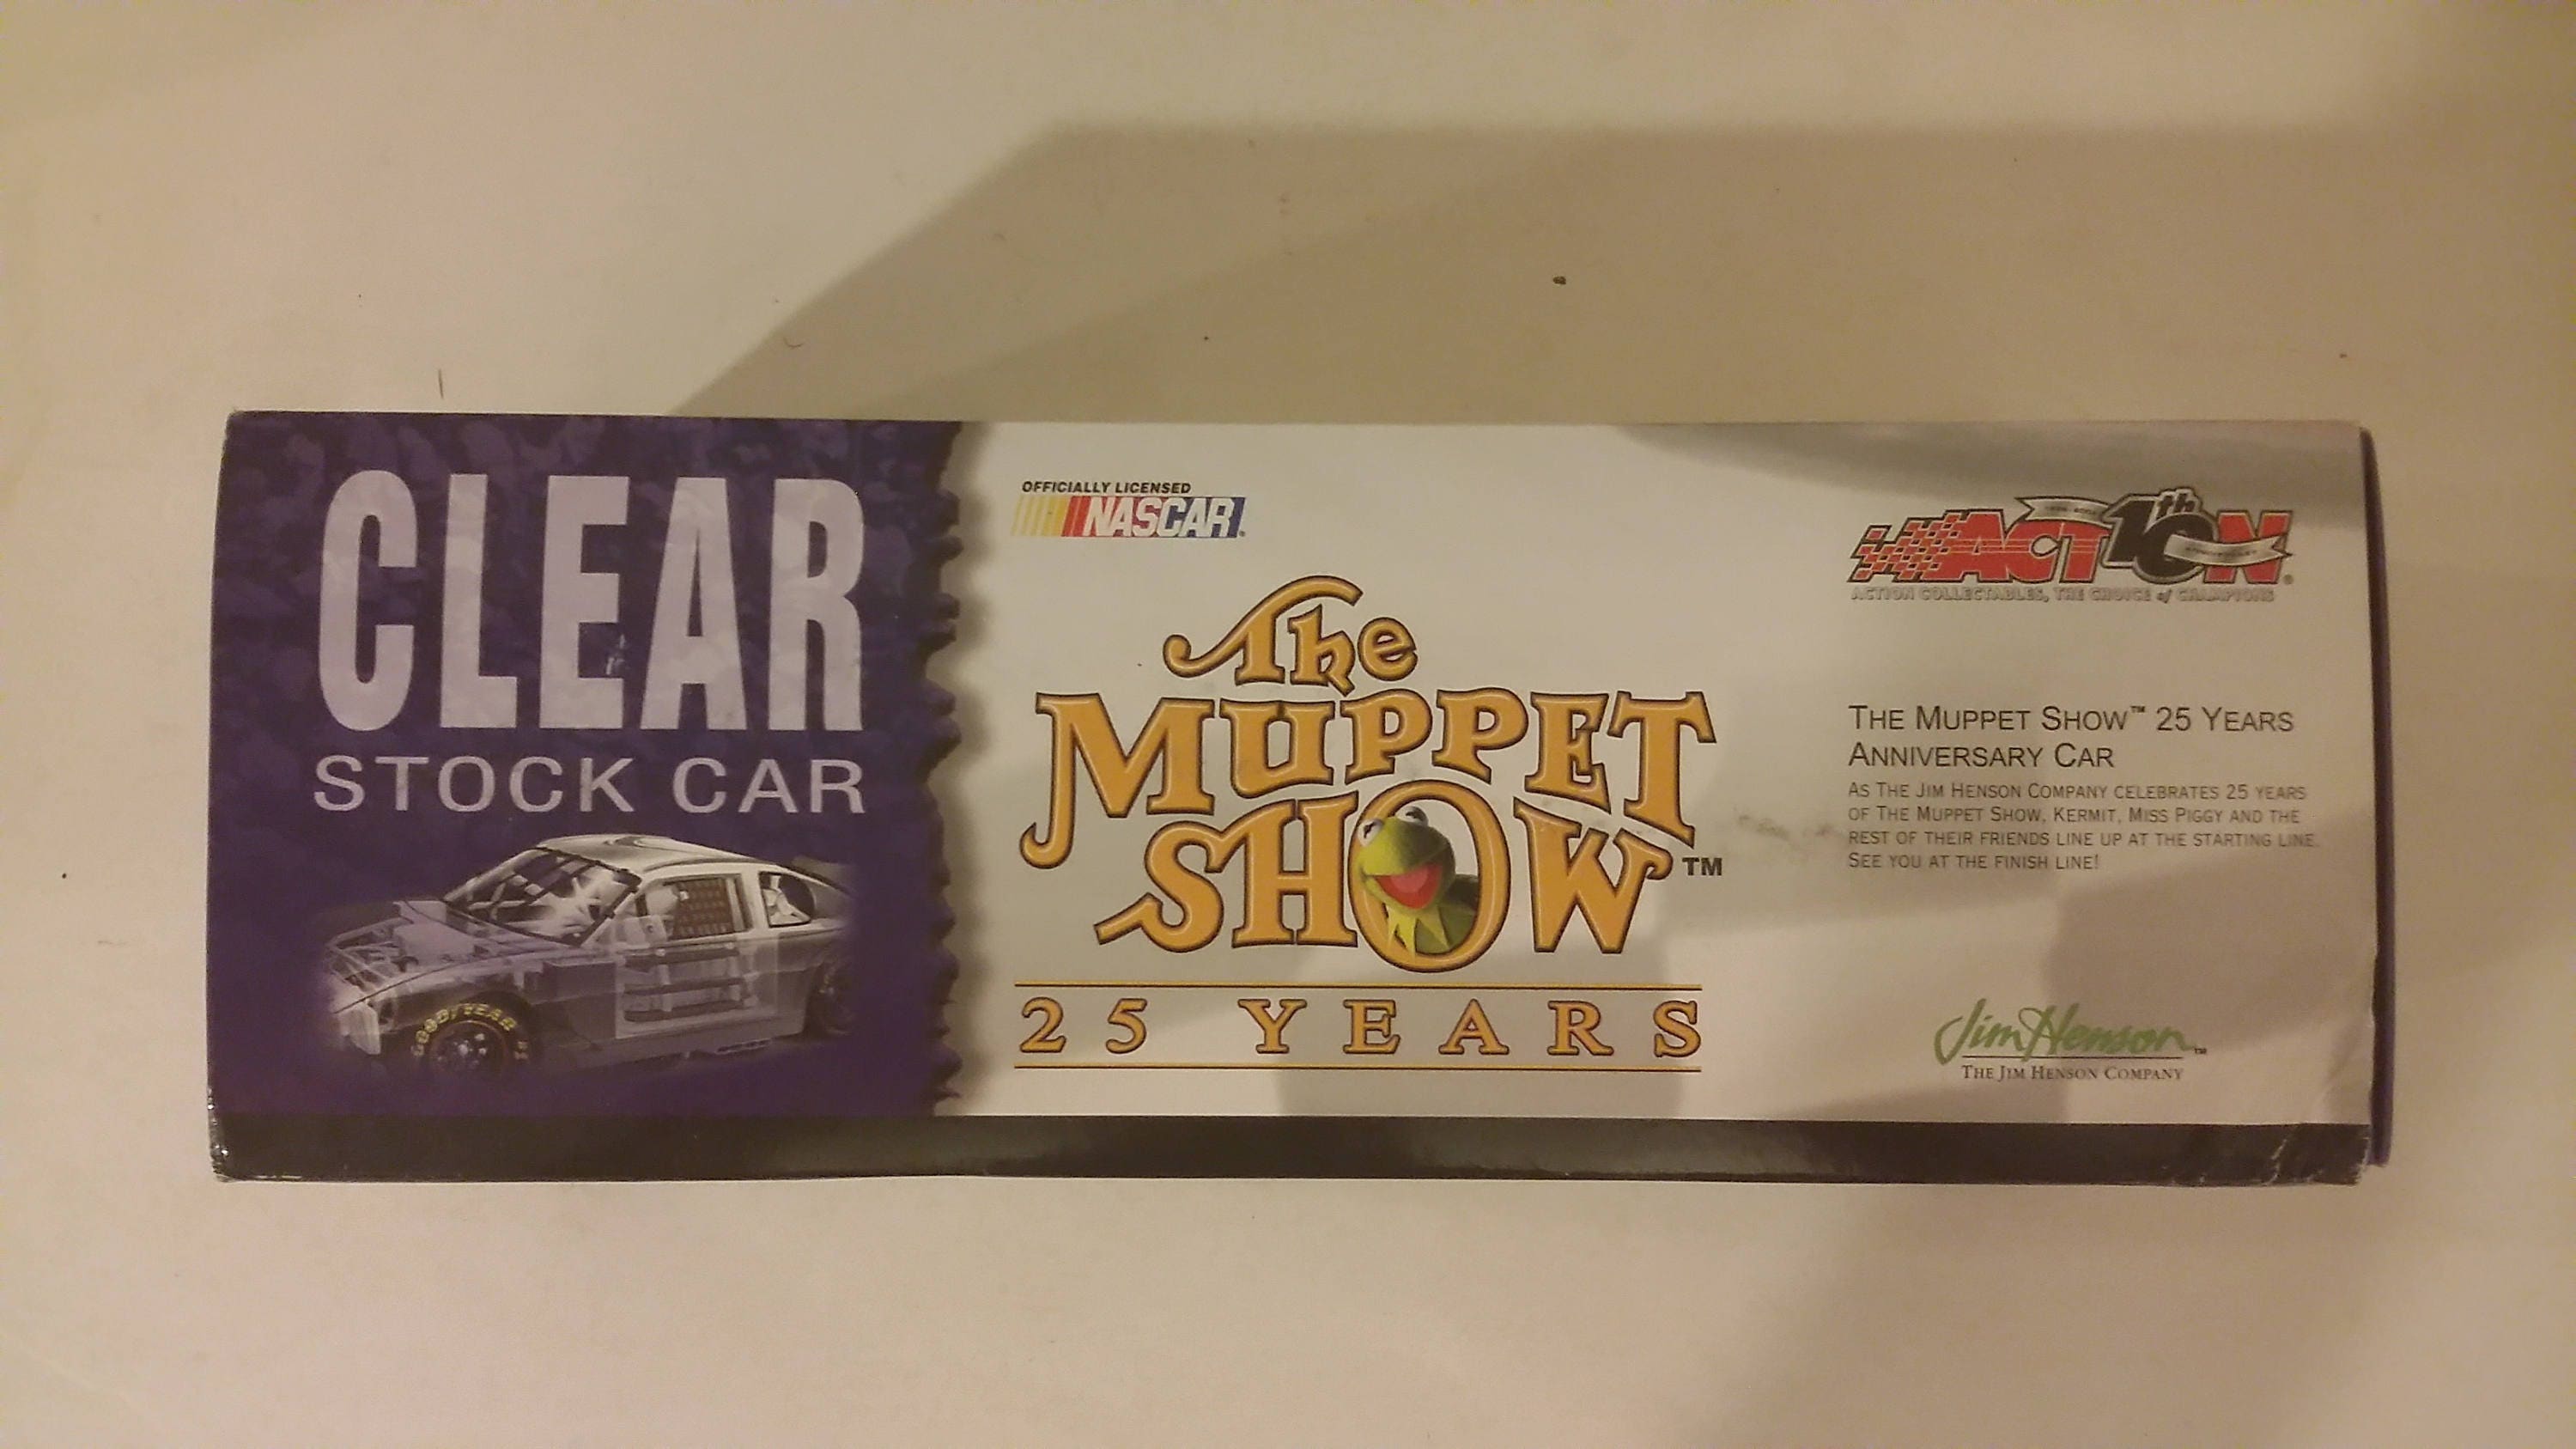 CLEAR
STOCK CAR
GOODYEAR
OFFICIALLY LICENSED
NASCAR®
The
MUPPET
SHOW™
25 YEARS
ACTION®
10th
ANNIVERSARY
ACTION COLLECTABLES, THE CHOICE of CHAMPIONS
THE MUPPET SHOW™ 25 YEARS
ANNIVERSARY CAR
AS THE JIM HENSON COMPANY CELEBRATES 25 YEARS
OF THE MUPPET SHOW, KERMIT, MISS PIGGY AND THE
REST OF THEIR FRIENDS LINE UP AT THE STARTING LINE.
SEE YOU AT THE FINISH LINE!
Jim Henson™
THE JIM HENSON COMPANY